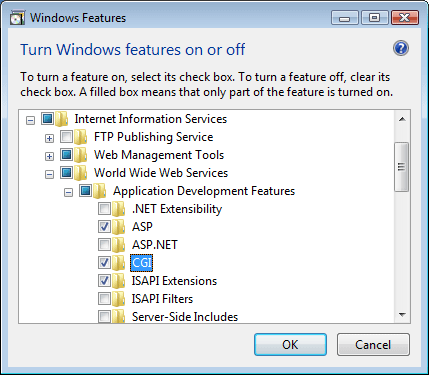 Windows Features
Turn Windows features on or off
To turn a feature on, select its check box. To turn a feature off, clear its
check box. A filled box means that only part of the feature is turned on.
Internet Information Services
FTP Publishing Service
Web Management Tools
World Wide Web Services
Application Development Features
.NET Extensibility
ASP
ASP.NET
CGI
ISAPI Extensions
ISAPI Filters
Server-Side Includes
OK
Cancel